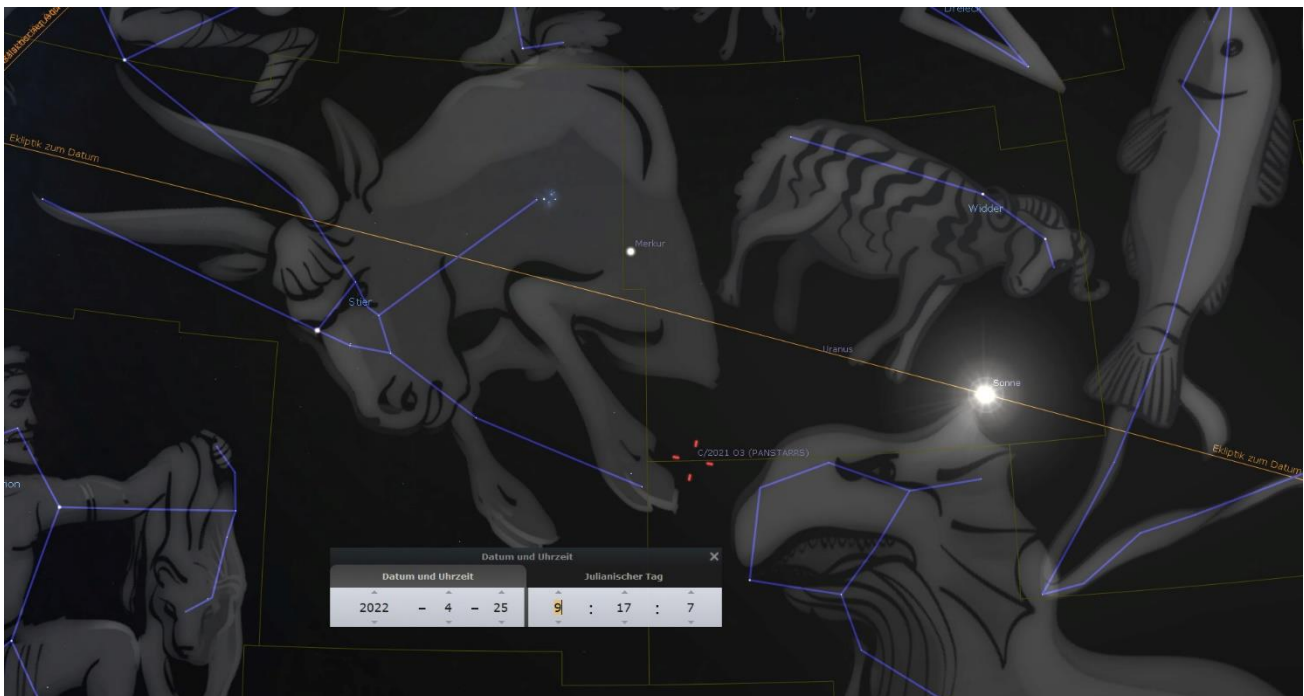 Dreieck
Ekliptik zum Datum
Widder
Merkur
Stier
Uranus
Sonne
C/2021 O3 (PANSTARRS)
Ekliptik zum Datum
Datum und Uhrzeit ×
Datum und Uhrzeit Julianischer Tag
2022 - 4 - 25 9 : 17 : 7